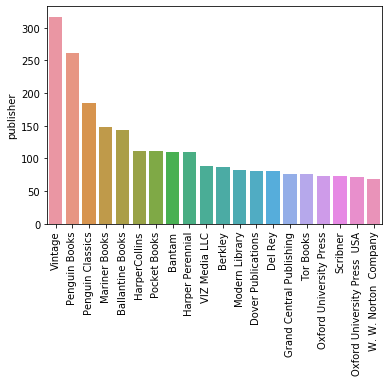 publisher
300
250
200
150
100
50
0
Vintage
Penguin Books
Penguin Classics
Mariner Books
Ballantine Books
HarperCollins
Pocket Books
Bantam
Harper Perennial
VIZ Media LLC
Berkley
Modern Library
Dover Publications
Del Rey
Grand Central Publishing
Tor Books
Oxford University Press
Scribner
Oxford University Press  USA
W. W. Norton  Company